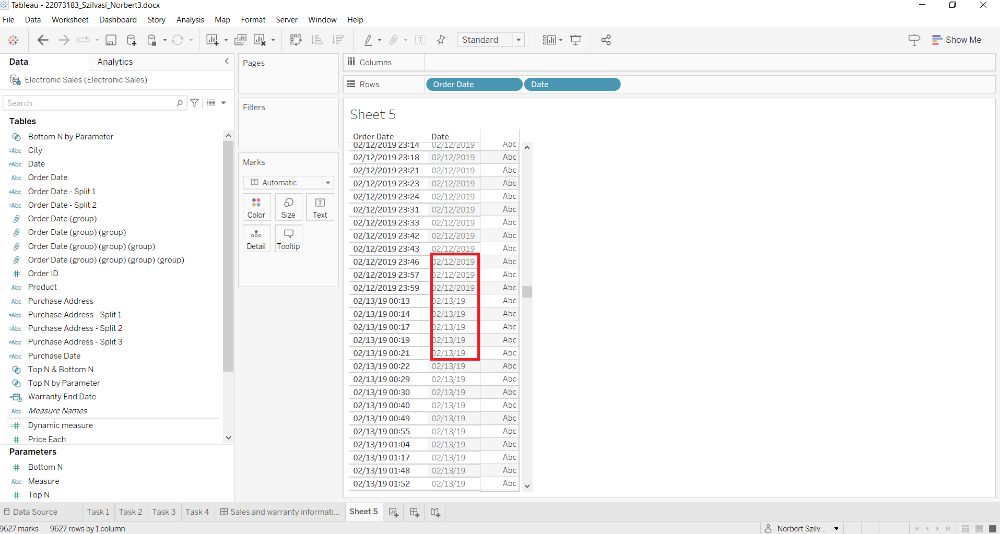 Tableau - 22073183_Szilvasi_Norbert3.docx
File Data Worksheet Dashboard Story Analysis Map Format Server Window Help
Standard
Show Me
Data Analytics
Electronic Sales (Electronic Sales)
Search
Tables
Bottom N by Parameter
=Abc City
=Abc Date
Abc Order Date
=Abc Order Date - Split 1
=Abc Order Date - Split 2
Order Date (group)
Order Date (group) (group)
Order Date (group) (group) (group)
Order Date (group) (group) (group) (group)
# Order ID
Abc Product
Abc Purchase Address
=Abc Purchase Address - Split 1
=Abc Purchase Address - Split 2
=Abc Purchase Address - Split 3
=Abc Purchase Date
Top N & Bottom N
Top N by Parameter
Warranty End Date
Abc Measure Names
=# Dynamic measure
# Price Each
Parameters
# Bottom N
Abc Measure
# Top N
Pages
Filters
Marks
Automatic
Color Size Text
Detail Tooltip
Columns
Rows Order Date Date
Sheet 5
Order Date Date
02/12/2019 23:14 02/12/2019 Abc
02/12/2019 23:18 02/12/2019 Abc
02/12/2019 23:21 02/12/2019 Abc
02/12/2019 23:23 02/12/2019 Abc
02/12/2019 23:24 02/12/2019 Abc
02/12/2019 23:31 02/12/2019 Abc
02/12/2019 23:33 02/12/2019 Abc
02/12/2019 23:42 02/12/2019 Abc
02/12/2019 23:43 02/12/2019 Abc
02/12/2019 23:46 02/12/2019 Abc
02/12/2019 23:57 02/12/2019 Abc
02/12/2019 23:59 02/12/2019 Abc
02/13/19 00:13 02/13/19 Abc
02/13/19 00:14 02/13/19 Abc
02/13/19 00:17 02/13/19 Abc
02/13/19 00:19 02/13/19 Abc
02/13/19 00:21 02/13/19 Abc
02/13/19 00:22 02/13/19 Abc
02/13/19 00:29 02/13/19 Abc
02/13/19 00:30 02/13/19 Abc
02/13/19 00:40 02/13/19 Abc
02/13/19 00:49 02/13/19 Abc
02/13/19 00:55 02/13/19 Abc
02/13/19 01:04 02/13/19 Abc
02/13/19 01:17 02/13/19 Abc
02/13/19 01:48 02/13/19 Abc
02/13/19 01:52 02/13/19 Abc
Data Source Task 1 Task 2 Task 3 Task 4 Sales and warranty informati... Sheet 5
9627 marks 9627 rows by 1 column Norbert Szilv...